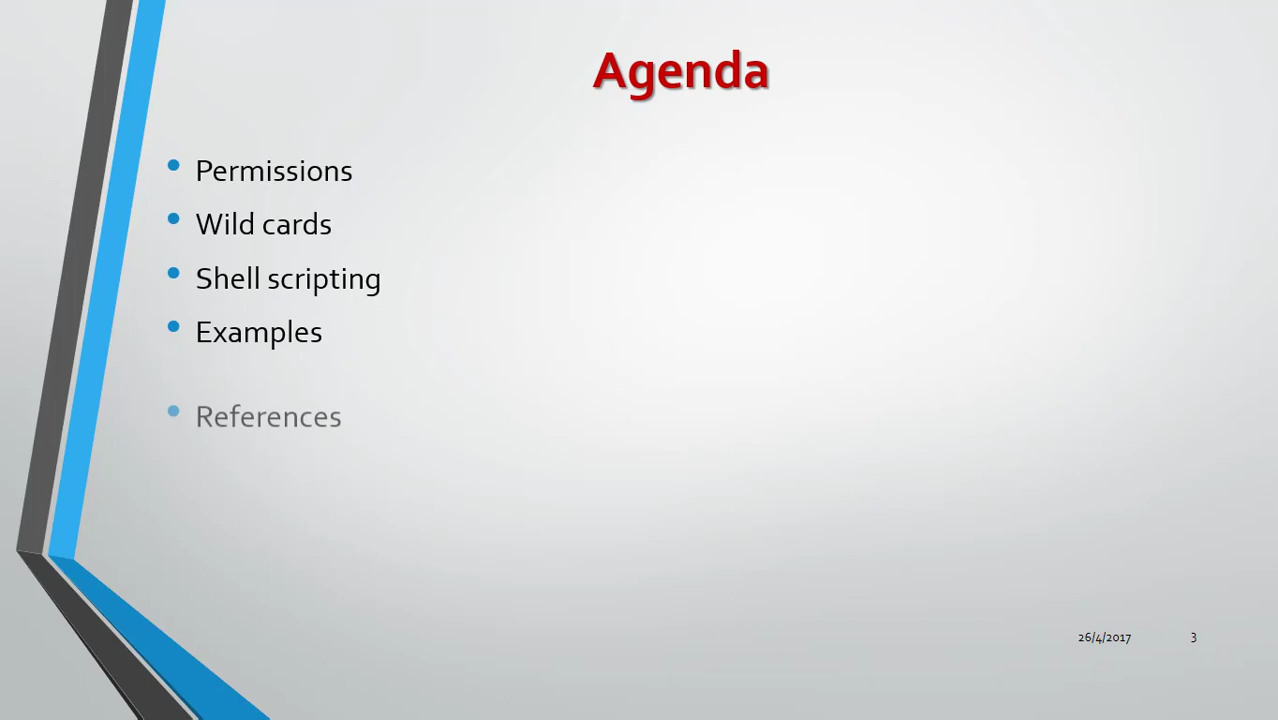 Agenda
• Permissions
• Wild cards
• Shell scripting
• Examples
• References
26/4/2017 3